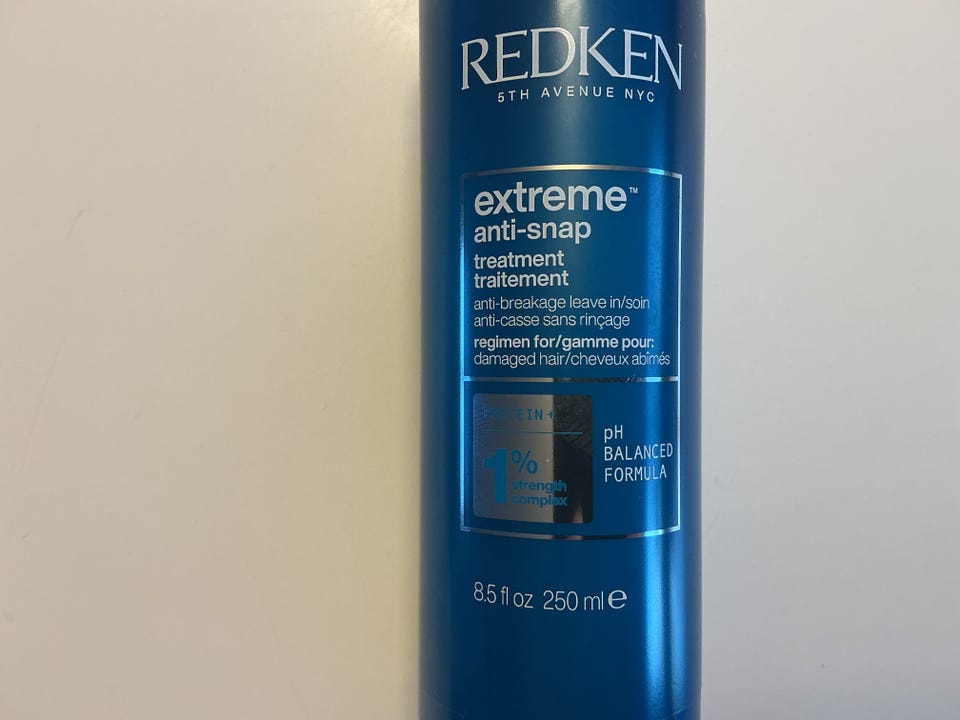 REDKEN
5TH AVENUE NYC
extreme™
anti-snap
treatment
traitement
anti-breakage leave in/soin
anti-casse sans rinçage
regimen for/gamme pour:
damaged hair/cheveux abîmés
PROTEIN +
1%
strength
complex
pH
BALANCED
FORMULA
8.5 fl oz 250 ml ℮